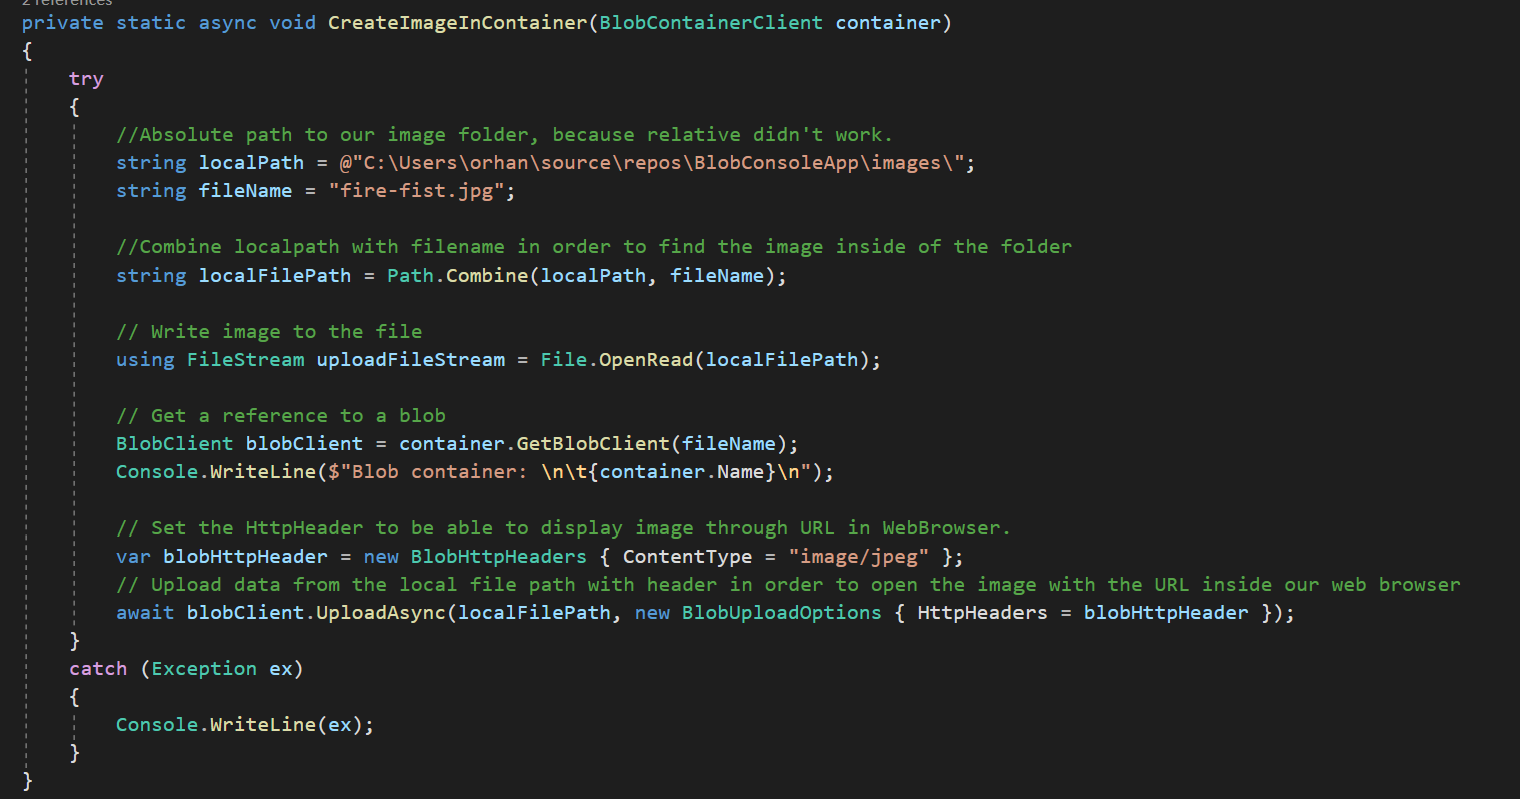 2 references
private static async void CreateImageInContainer(BlobContainerClient container)
{
try
{
//Absolute path to our image folder, because relative didn't work.
string localPath = @"C:\Users\orhan\source\repos\BlobConsoleApp\images\";
string fileName = "fire-fist.jpg";
//Combine localpath with filename in order to find the image inside of the folder
string localFilePath = Path.Combine(localPath, fileName);
// Write image to the file
using FileStream uploadFileStream = File.OpenRead(localFilePath);
// Get a reference to a blob
BlobClient blobClient = container.GetBlobClient(fileName);
Console.WriteLine($"Blob container: \n\t{container.Name}\n");
// Set the HttpHeader to be able to display image through URL in WebBrowser.
var blobHttpHeader = new BlobHttpHeaders { ContentType = "image/jpeg" };
// Upload data from the local file path with header in order to open the image with the URL inside our web browser
await blobClient.UploadAsync(localFilePath, new BlobUploadOptions { HttpHeaders = blobHttpHeader });
}
catch (Exception ex)
{
Console.WriteLine(ex);
}
}